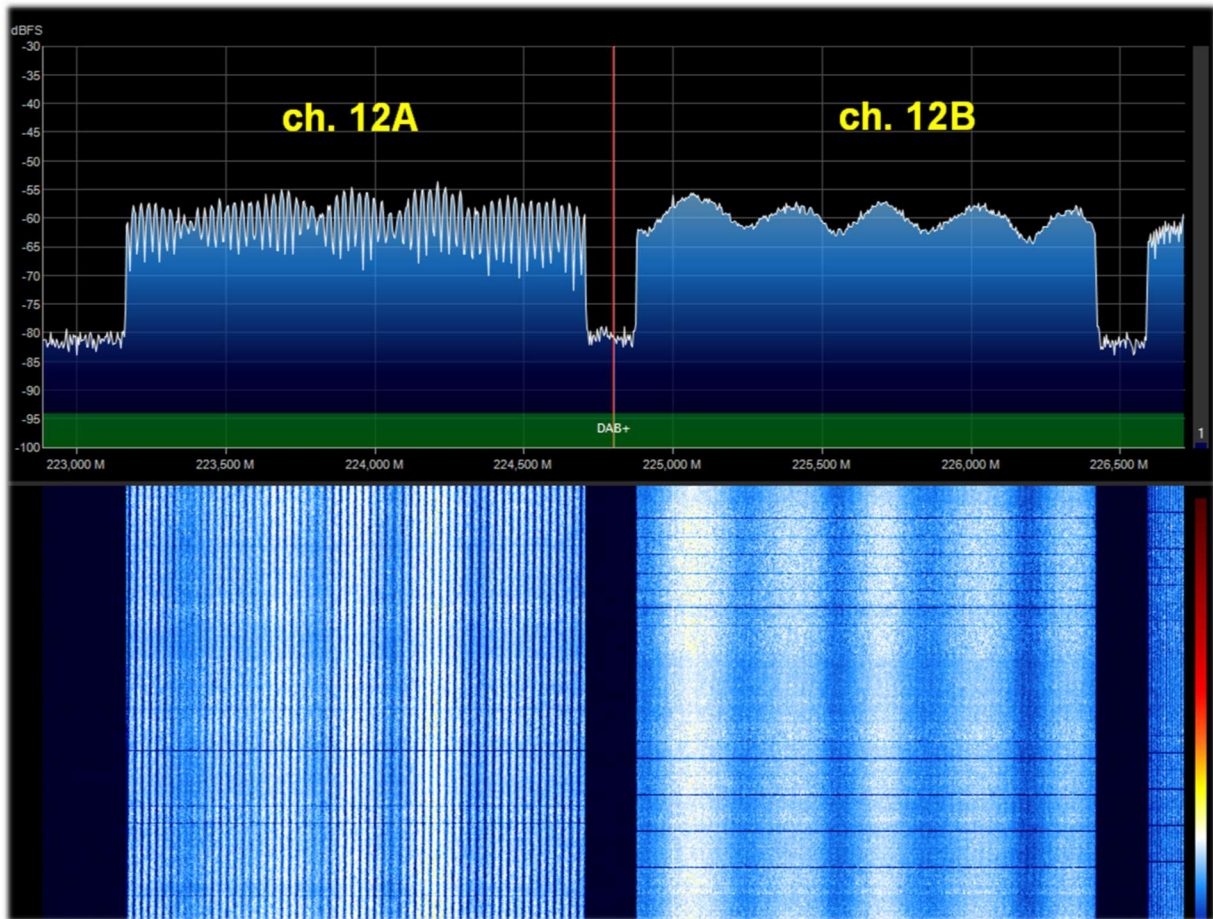 dBFS
-30
-35
-40
-45
-50
-55
-60
-65
-70
-75
-80
-85
-90
-95
-100
ch. 12A
ch. 12B
DAB+
1
223,000 M
223,500 M
224,000 M
224,500 M
225,000 M
225,500 M
226,000 M
226,500 M